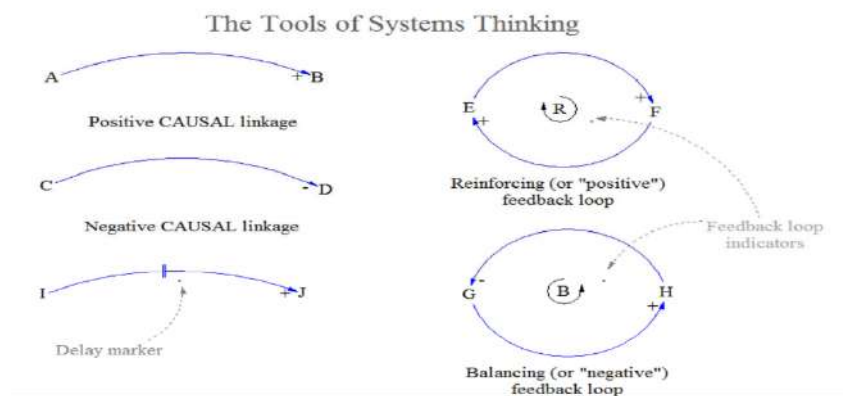 The Tools of Systems Thinking
A + B
Positive CAUSAL linkage
C - D
Negative CAUSAL linkage
I + J
Delay marker
E + R + F
Reinforcing (or "positive")
feedback loop
Feedback loop
indicators
G - B + H
Balancing (or "negative")
feedback loop